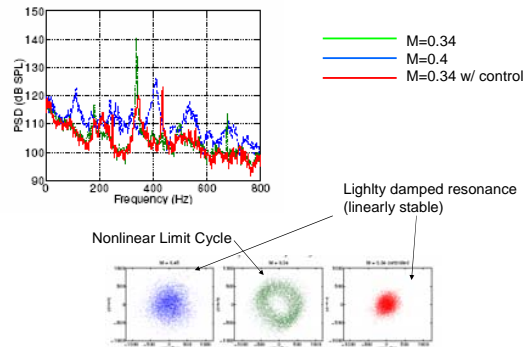 150
140
130
120
110
100
90
PSD (dB SPL)
0 200 400 600 800
Frequency (Hz)
M=0.34
M=0.4
M=0.34 w/ control
Lighlty damped resonance
(linearly stable)
Nonlinear Limit Cycle